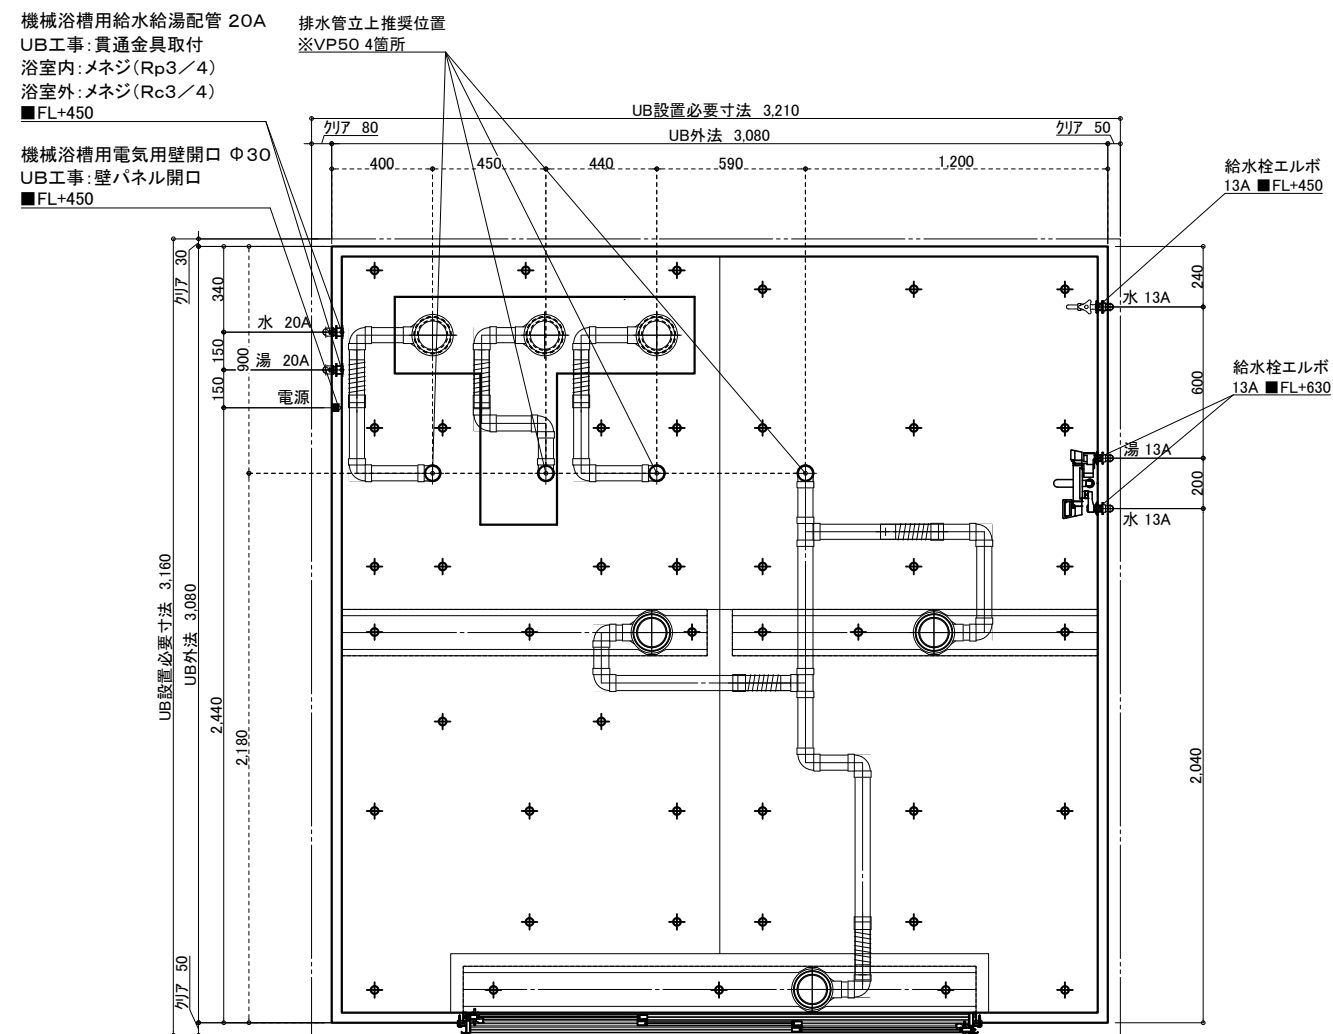 機械浴槽用給水給湯配管 20A
UB工事:貫通金具取付
浴室内:メネジ(Rp3/4)
浴室外:メネジ(Rc3/4)
■FL+450
機械浴槽用電気用壁開口 Φ30
UB工事:壁パネル開口
■FL+450
排水管立上推奨位置
※VP50 4箇所
UB設置必要寸法 3,210
クリア 80
UB外法 3,080
クリア 50
400
450
440
590
1,200
給水栓エルボ
13A ■FL+450
クリア 30
340
240
水 20A
水 13A
150
900
湯 20A
150
電源
600
給水栓エルボ
13A ■FL+630
湯 13A
200
水 13A
UB設置必要寸法 3,160
UB外法 3,080
2,440
2,180
2,040
クリア 50